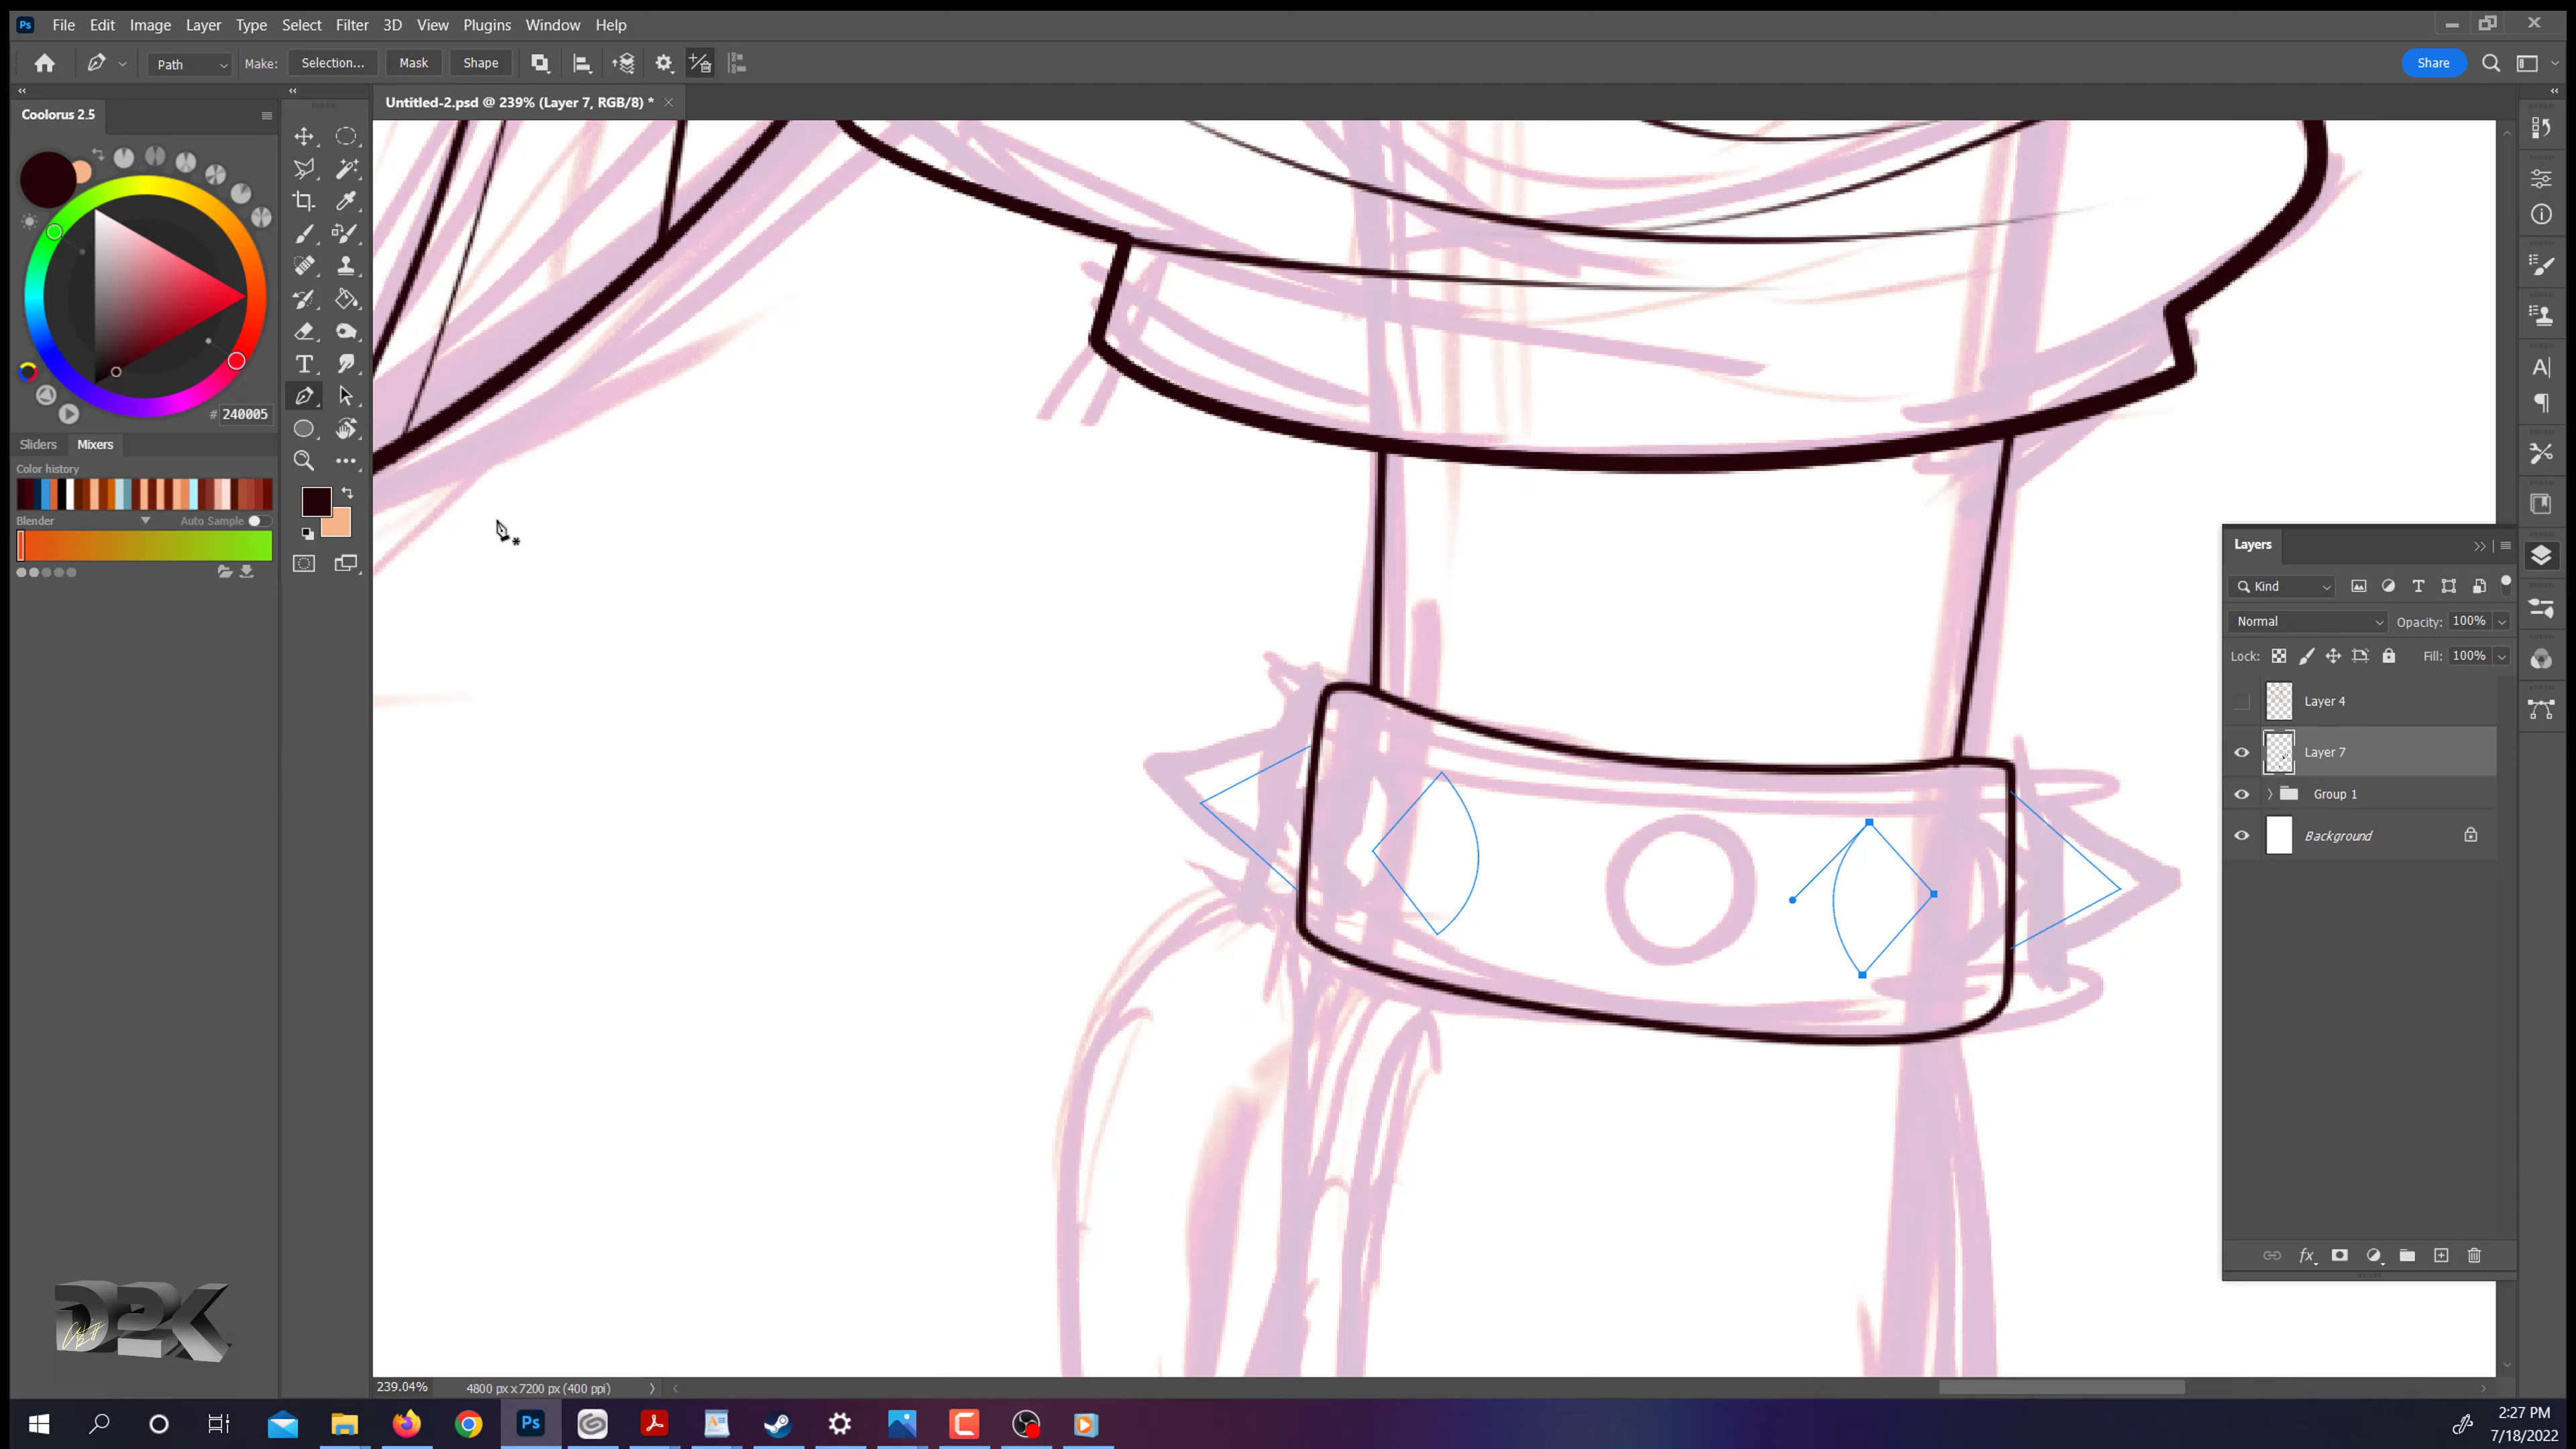 Ps File Edit Image Layer Type Select Filter 3D View Plugins Window Help
Path Make: Selection... Mask Shape Share
Coolorus 2.5
Untitled-2.psd @ 239% (Layer 7, RGB/8) *
# 240005
Sliders Mixers
Color history
Blender Auto Sample
Layers
Kind
Normal Opacity: 100%
Lock: Fill: 100%
Layer 4
Layer 7
Group 1
Background
fx
D2K
239.04% 4800 px x 7200 px (400 ppi)
Ps
2:27 PM
7/18/2022